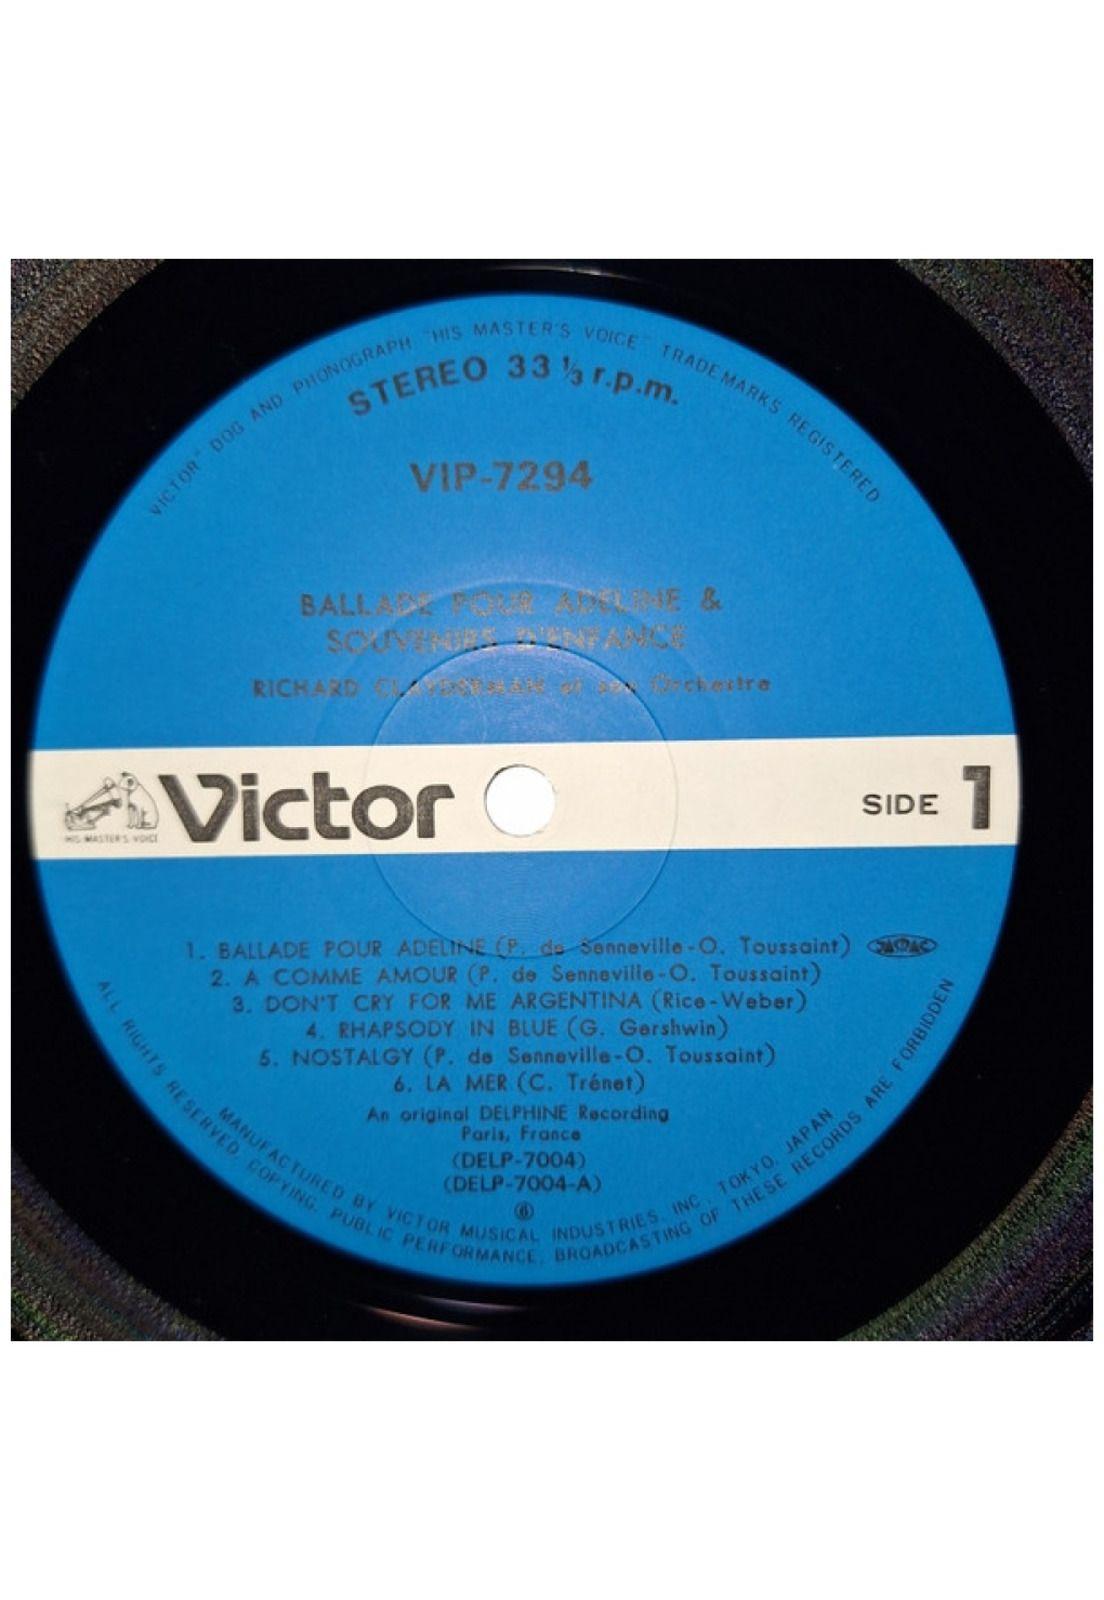 VICTOR" DOG AND PHONOGRAPH "HIS MASTER'S VOICE" TRADEMARKS REGISTERED
STEREO 33 1/3 r.p.m.
VIP-7294
BALLADE POUR ADELINE &
SOUVENIRS D'ENFANCE
RICHARD CLAYDERMAN et son Orchestre
"HIS MASTER'S VOICE"
Victor
SIDE 1
1. BALLADE POUR ADELINE (P. de Senneville-O. Toussaint) JASRAC
2. A COMME AMOUR (P. de Senneville-O. Toussaint)
3. DON'T CRY FOR ME ARGENTINA (Rice-Weber)
4. RHAPSODY IN BLUE (G. Gershwin)
5. NOSTALGY (P. de Senneville-O. Toussaint)
6. LA MER (C. Trénet)
An original DELPHINE Recording
Paris, France
(DELP-7004)
(DELP-7004-A)
MANUFACTURED BY VICTOR MUSICAL INDUSTRIES, INC., TOKYO, JAPAN
ALL RIGHTS RESERVED. COPYING, PUBLIC PERFORMANCE, BROADCASTING OF THESE RECORDS ARE FORBIDDEN